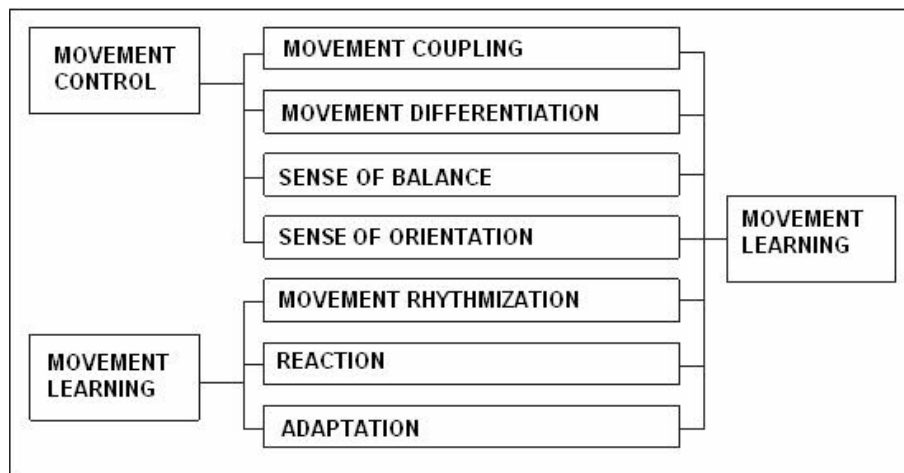 MOVEMENT
CONTROL
MOVEMENT COUPLING
MOVEMENT DIFFERENTIATION
SENSE OF BALANCE
SENSE OF ORIENTATION
MOVEMENT
LEARNING
MOVEMENT RHYTHMIZATION
REACTION
ADAPTATION
MOVEMENT
LEARNING